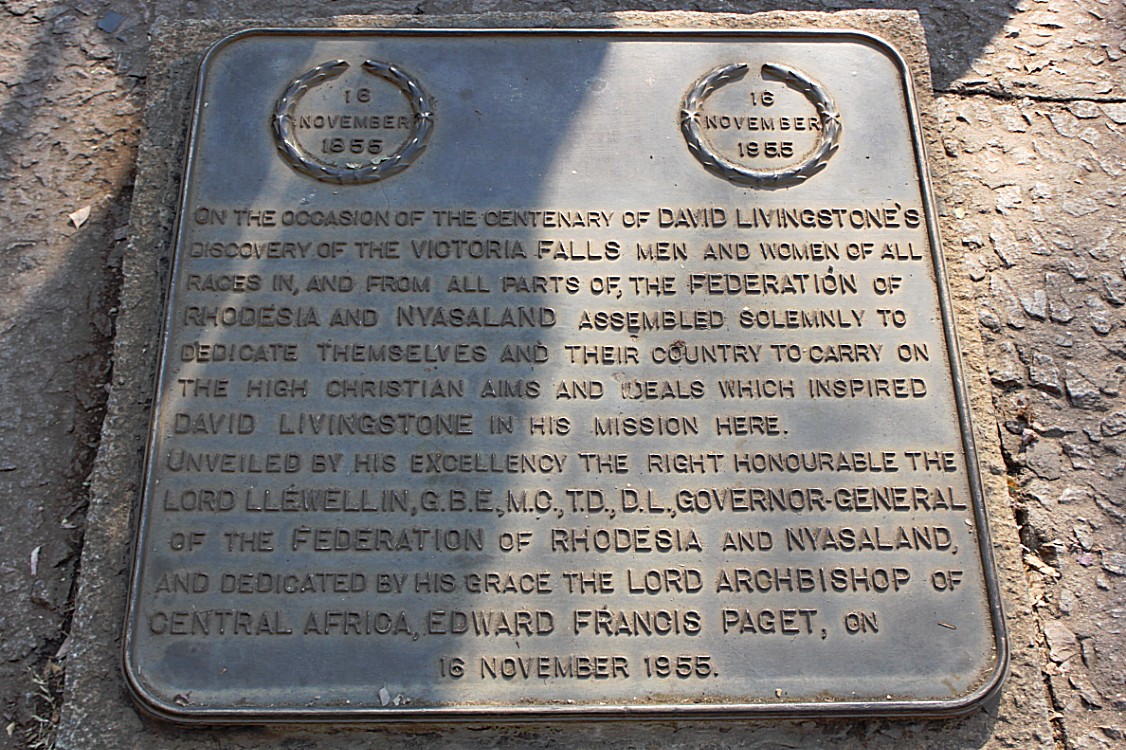 16
NOVEMBER
1855
16
NOVEMBER
1955
ON THE OCCASION OF THE CENTENARY OF DAVID LIVINGSTONE'S
DISCOVERY OF THE VICTORIA FALLS MEN AND WOMEN OF ALL
RACES IN, AND FROM ALL PARTS OF, THE FEDERATION OF
RHODESIA AND NYASALAND ASSEMBLED SOLEMNLY TO
DEDICATE THEMSELVES AND THEIR COUNTRY TO CARRY ON
THE HIGH CHRISTIAN AIMS AND IDEALS WHICH INSPIRED
DAVID LIVINGSTONE IN HIS MISSION HERE.
UNVEILED BY HIS EXCELLENCY THE RIGHT HONOURABLE THE
LORD LLEWELLIN, G.B.E., M.C., T.D., D.L., GOVERNOR-GENERAL
OF THE FEDERATION OF RHODESIA AND NYASALAND,
AND DEDICATED BY HIS GRACE THE LORD ARCHBISHOP OF
CENTRAL AFRICA, EDWARD FRANCIS PAGET, ON
16 NOVEMBER 1955.